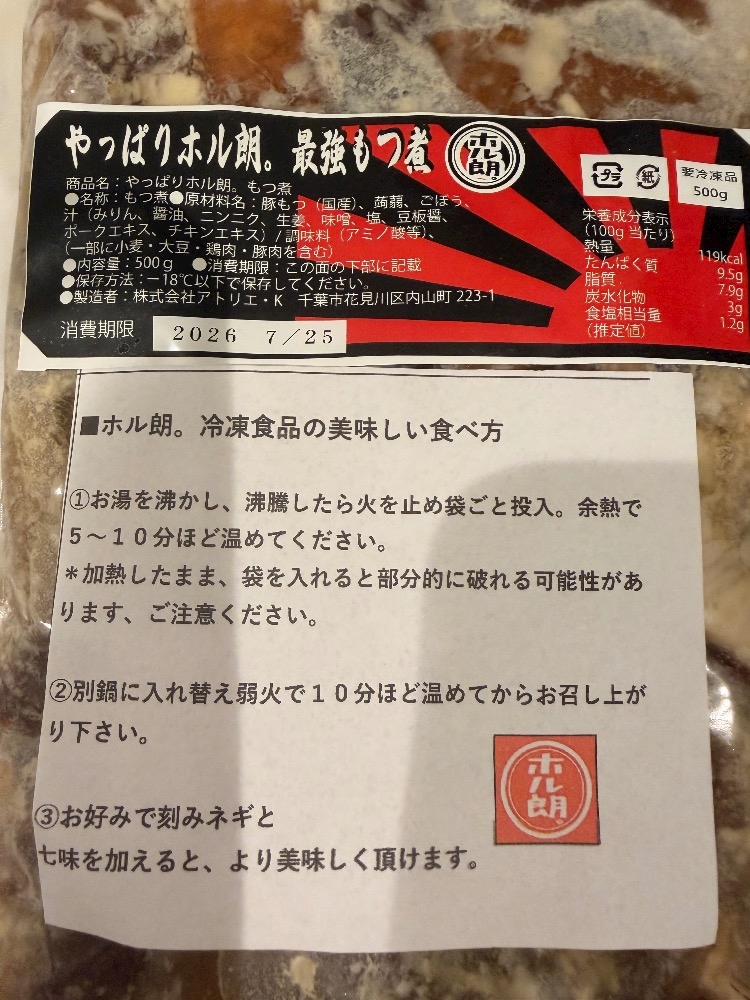 やっぱりホル朗。最強もつ煮
ホル朗。
プラ
紙
要冷凍品
500g
商品名：やっぱりホル朗。もつ煮
●名称：もつ煮●原材料名：豚もつ（国産）、蒟蒻、ごぼう、
汁（みりん、醤油、ニンニク、生姜、味噌、塩、豆板醤、
ポークエキス、チキンエキス）/調味料（アミノ酸等）、
（一部に小麦・大豆・鶏肉・豚肉を含む）
●内容量：500ｇ　●消費期限：この面の下部に記載
●保存方法：－18℃以下で保存してください。
●製造者：株式会社アトリエ・K　千葉市花見川区内山町 223-1
消費期限　2026 7/25
栄養成分表示
（100g 当たり）
熱量 119kcal
たんぱく質 9.5g
脂質 7.9g
炭水化物 3g
食塩相当量 1.2g
（推定値）
■ホル朗。冷凍食品の美味しい食べ方
①お湯を沸かし、沸騰したら火を止め袋ごと投入。余熱で
５～１０分ほど温めてください。
＊加熱したまま、袋を入れると部分的に破れる可能性があ
ります、ご注意ください。
②別鍋に入れ替え弱火で１０分ほど温めてからお召し上が
り下さい。
③お好みで刻みネギと
七味を加えると、より美味しく頂けます。
ホル朗。